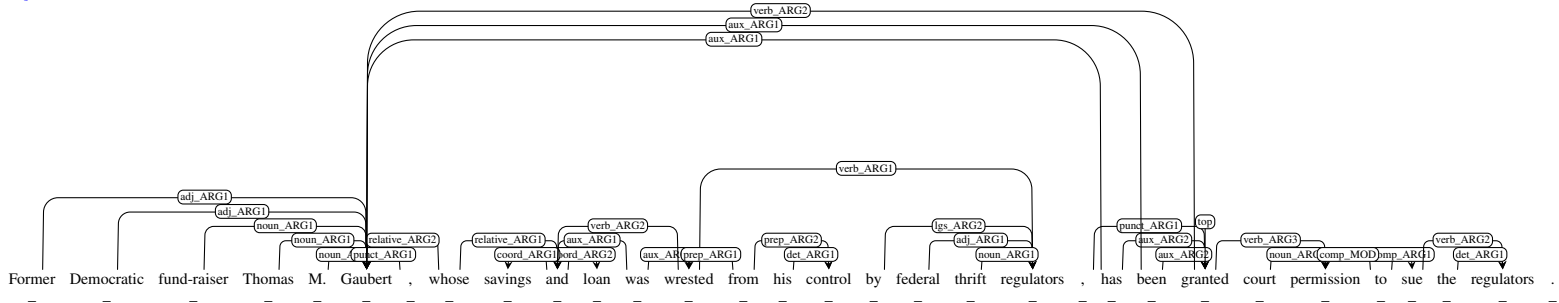 verb_ARG2
aux_ARG1
aux_ARG1
verb_ARG1
adj_ARG1
adj_ARG1
noun_ARG1 verb_ARG2 lgs_ARG2 punct_ARG1 top
noun_ARG1 relative_ARG2 relative_ARG1 aux_ARG1 prep_ARG2 adj_ARG1 aux_ARG2 verb_ARG3 verb_ARG2
punct_ARG1 coord_ARG1 prep_ARG1 det_ARG1 noun_ARG1 aux_ARG2 comp_MOD det_ARG1
Former Democratic fund-raiser Thomas M. Gaubert , whose savings and loan was wrested from his control by federal thrift regulators , has been granted court permission to sue the regulators .